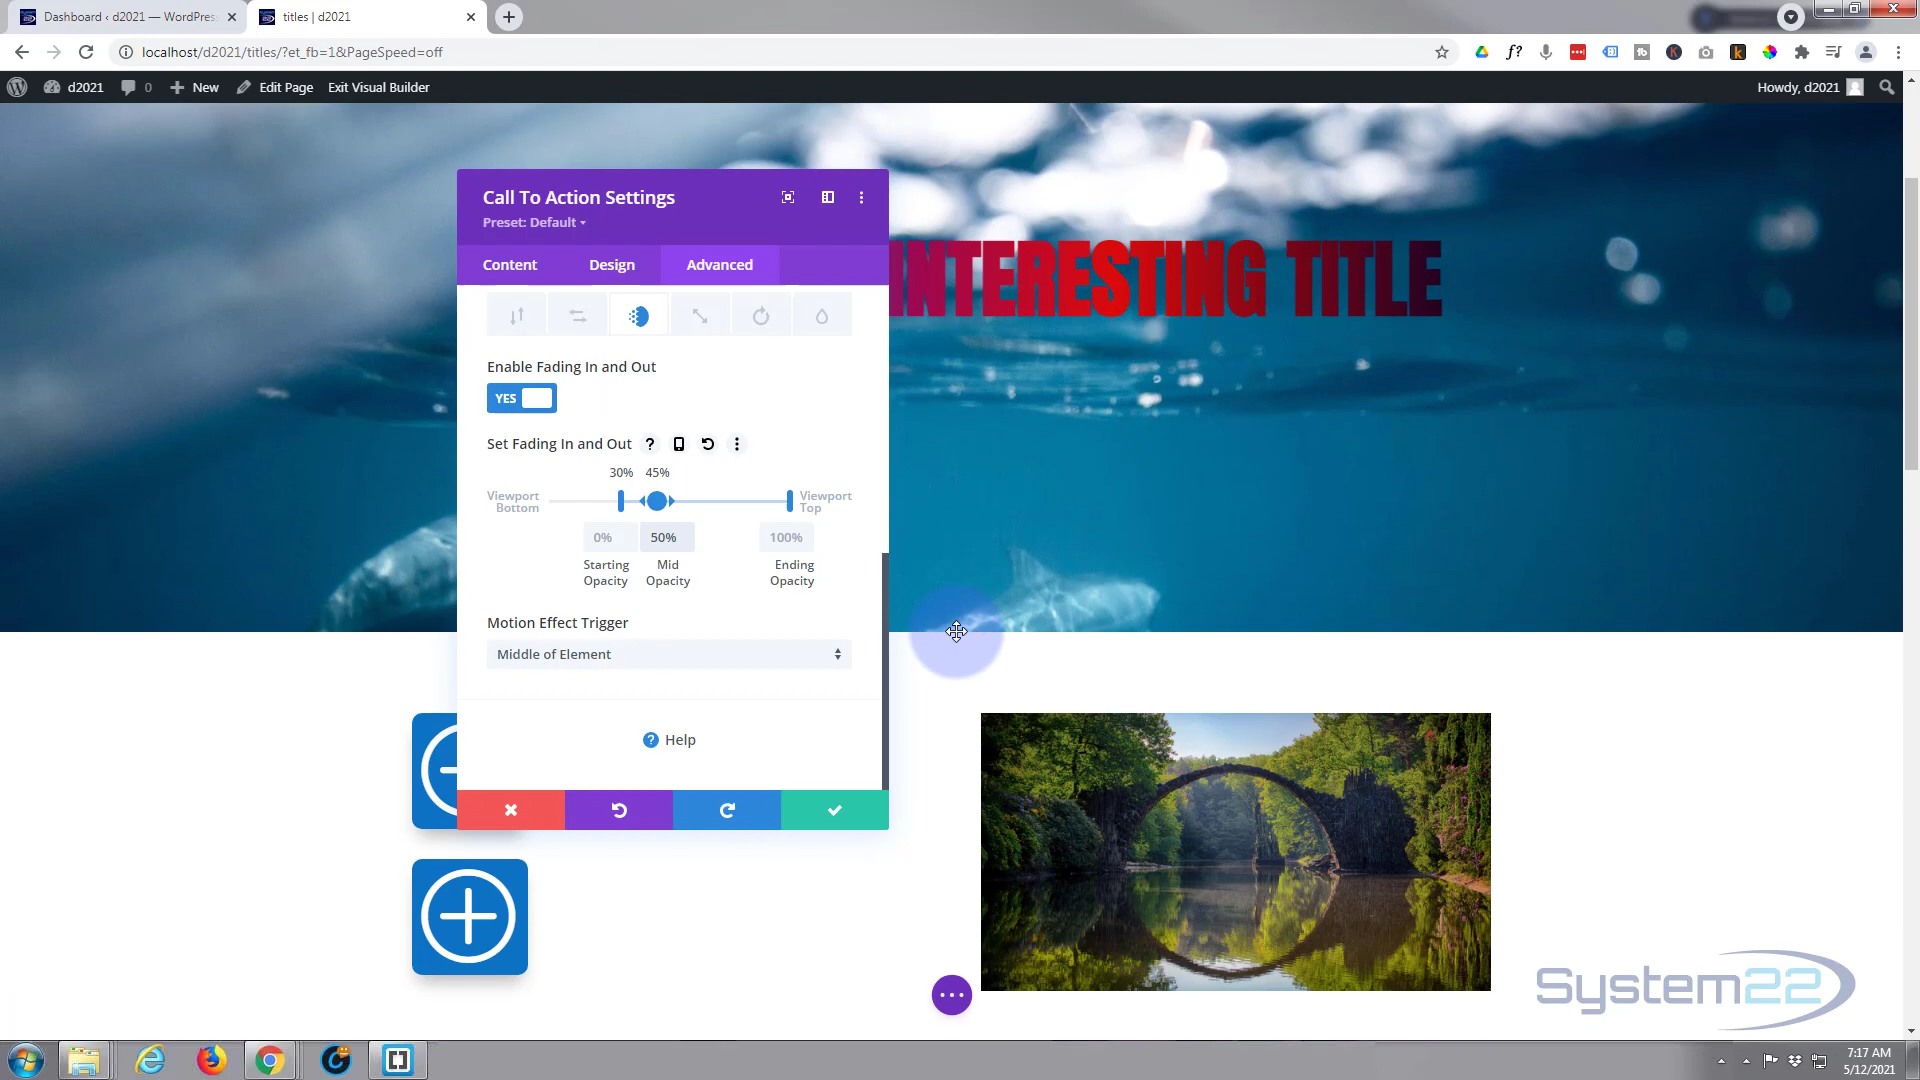 Dashboard ‹ d2021 — WordPress
titles | d2021
localhost/d2021/titles/?et_fb=1&PageSpeed=off
f?
d2021
0
New
Edit Page
Exit Visual Builder
Howdy, d2021
Call To Action Settings
Preset: Default
Content
Design
Advanced
INTERESTING TITLE
Enable Fading In and Out
YES
Set Fading In and Out
?
30%
45%
Viewport
Bottom
Viewport
Top
0%
50%
100%
Starting
Opacity
Mid
Opacity
Ending
Opacity
Motion Effect Trigger
Middle of Element
? Help
System22
7:17 AM
5/12/2021